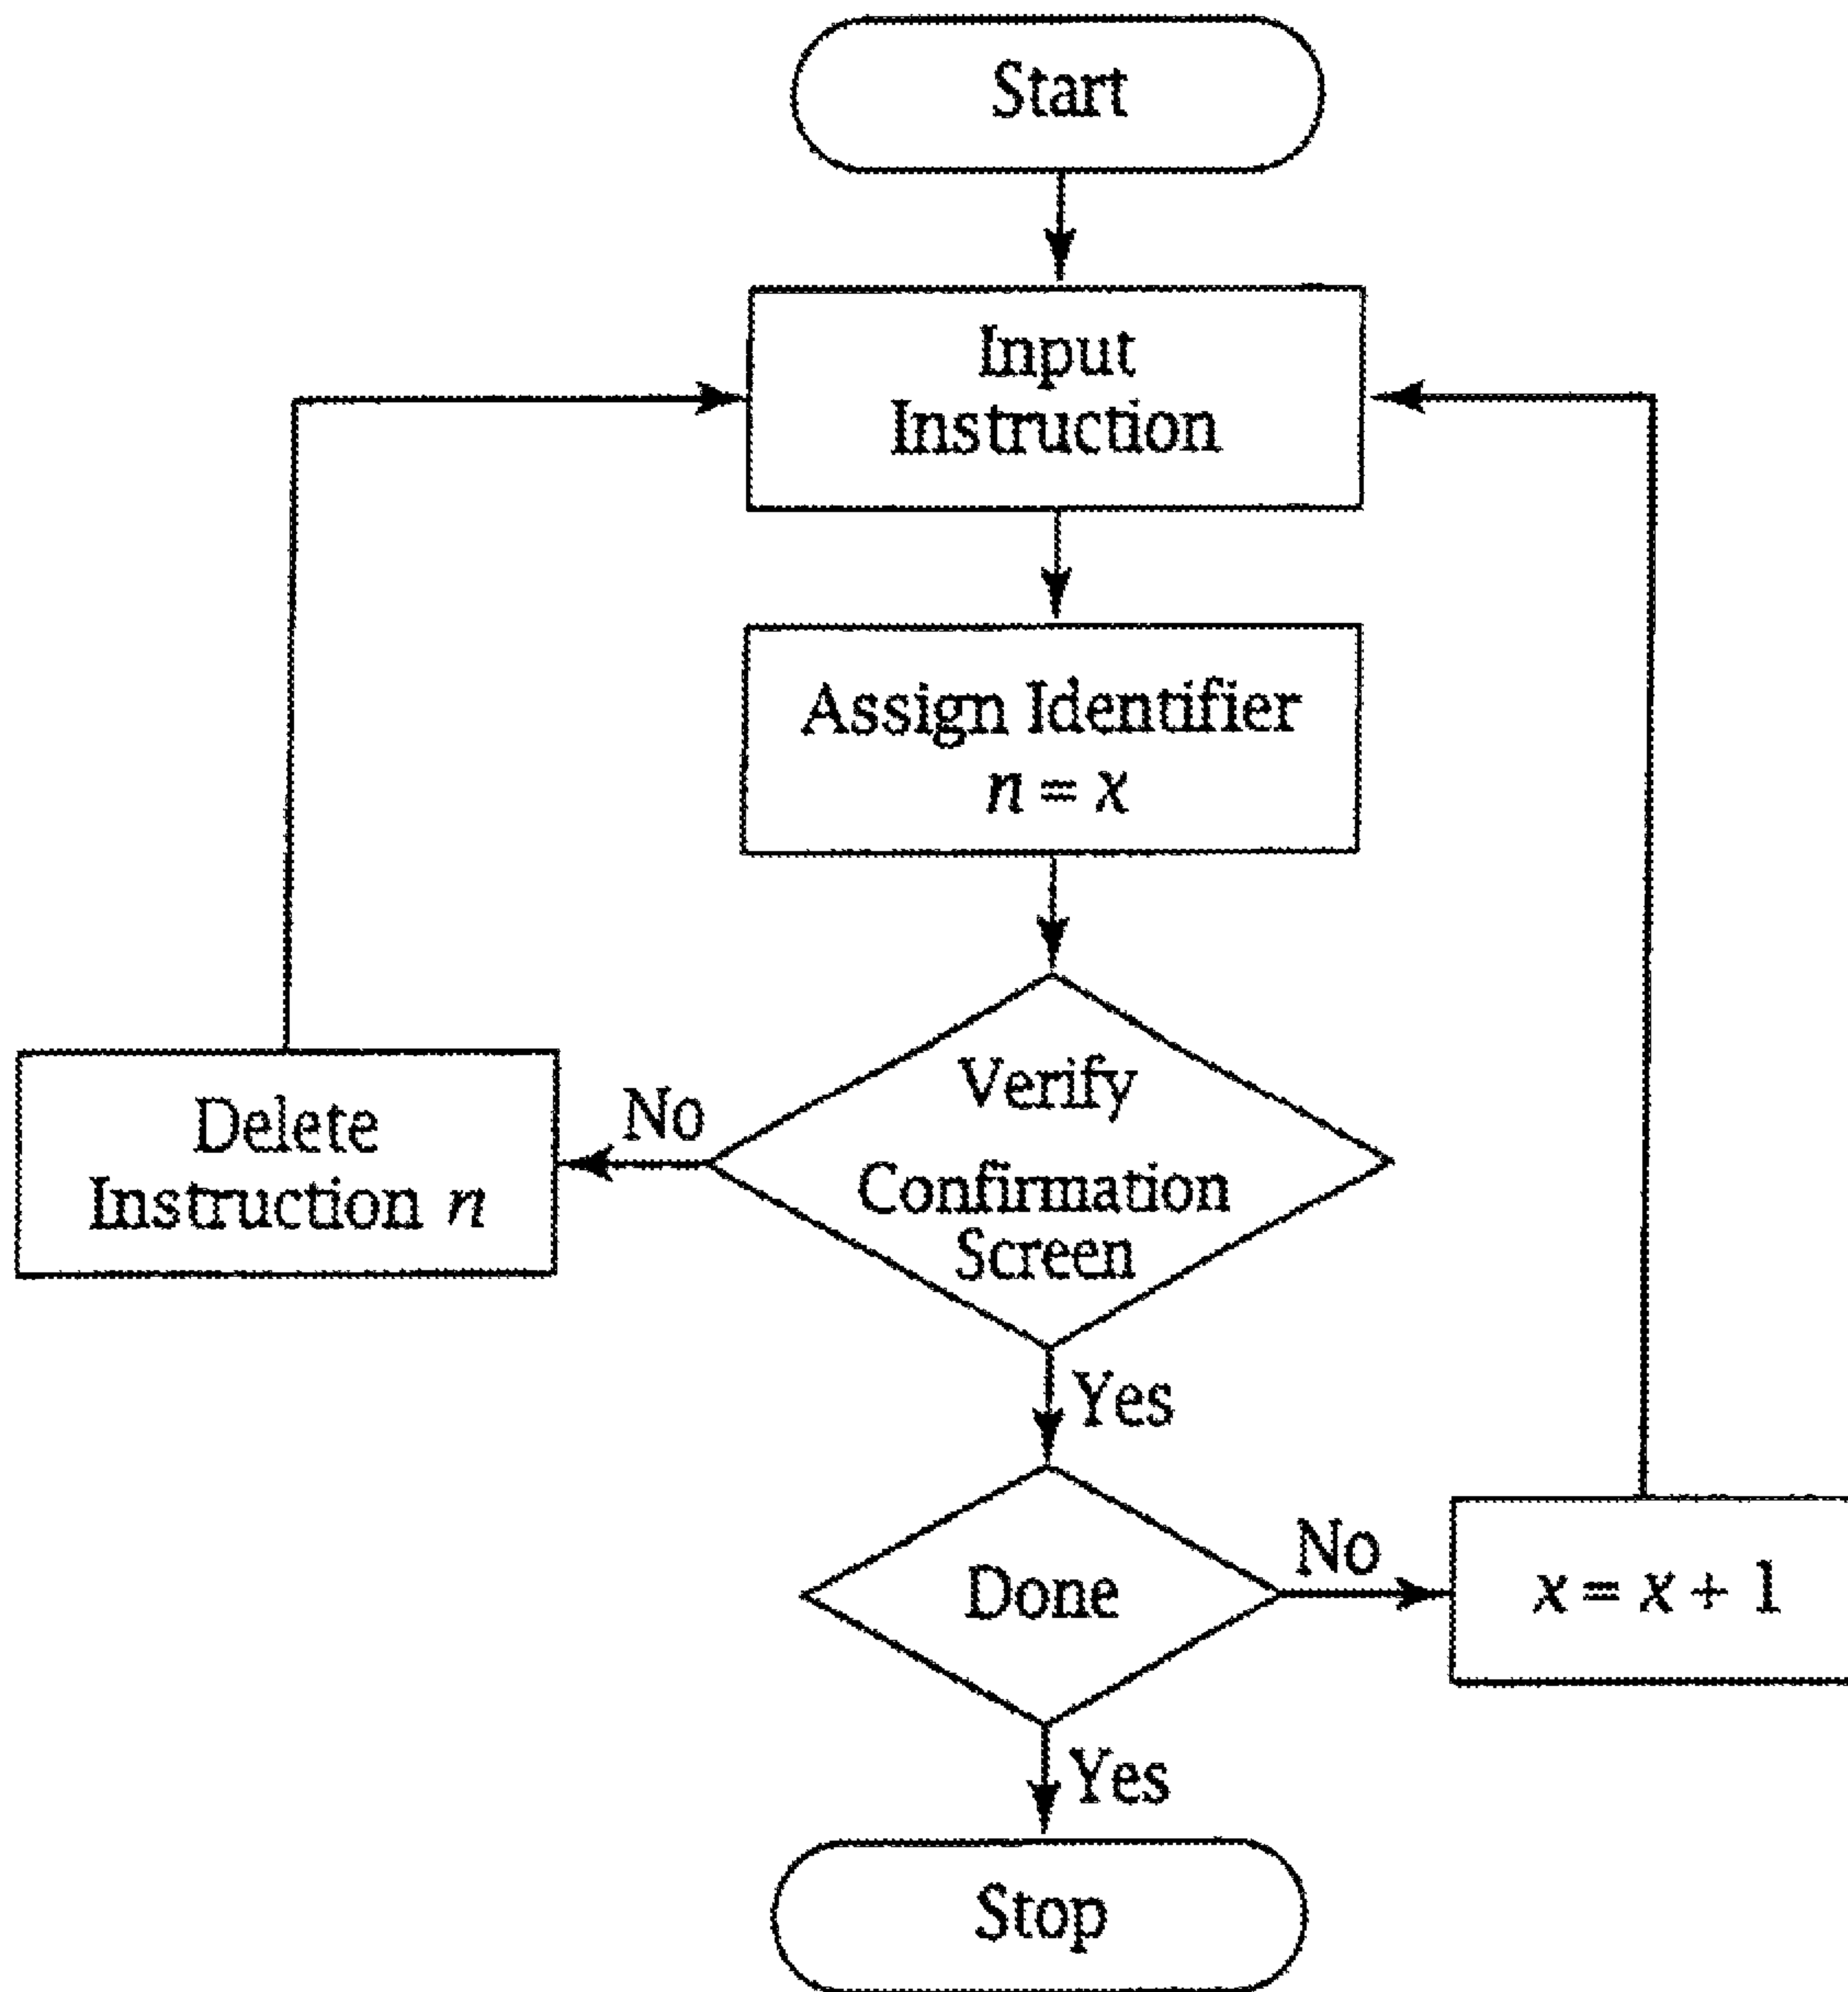 Start
Input
Instruction
Assign Identifier
n = x
Verify
Confirmation
Screen
No
Delete
Instruction n
Yes
Done
No
x = x + 1
Yes
Stop